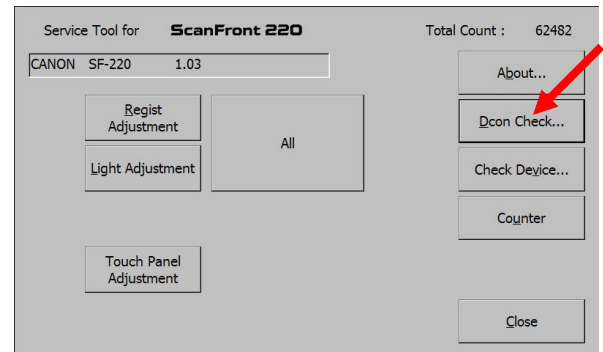 Service Tool for ScanFront 220 Total Count : 62482
CANON SF-220 1.03
About...
Regist
Adjustment
All
Dcon Check...
Light Adjustment
Check Device...
Counter
Touch Panel
Adjustment
Close